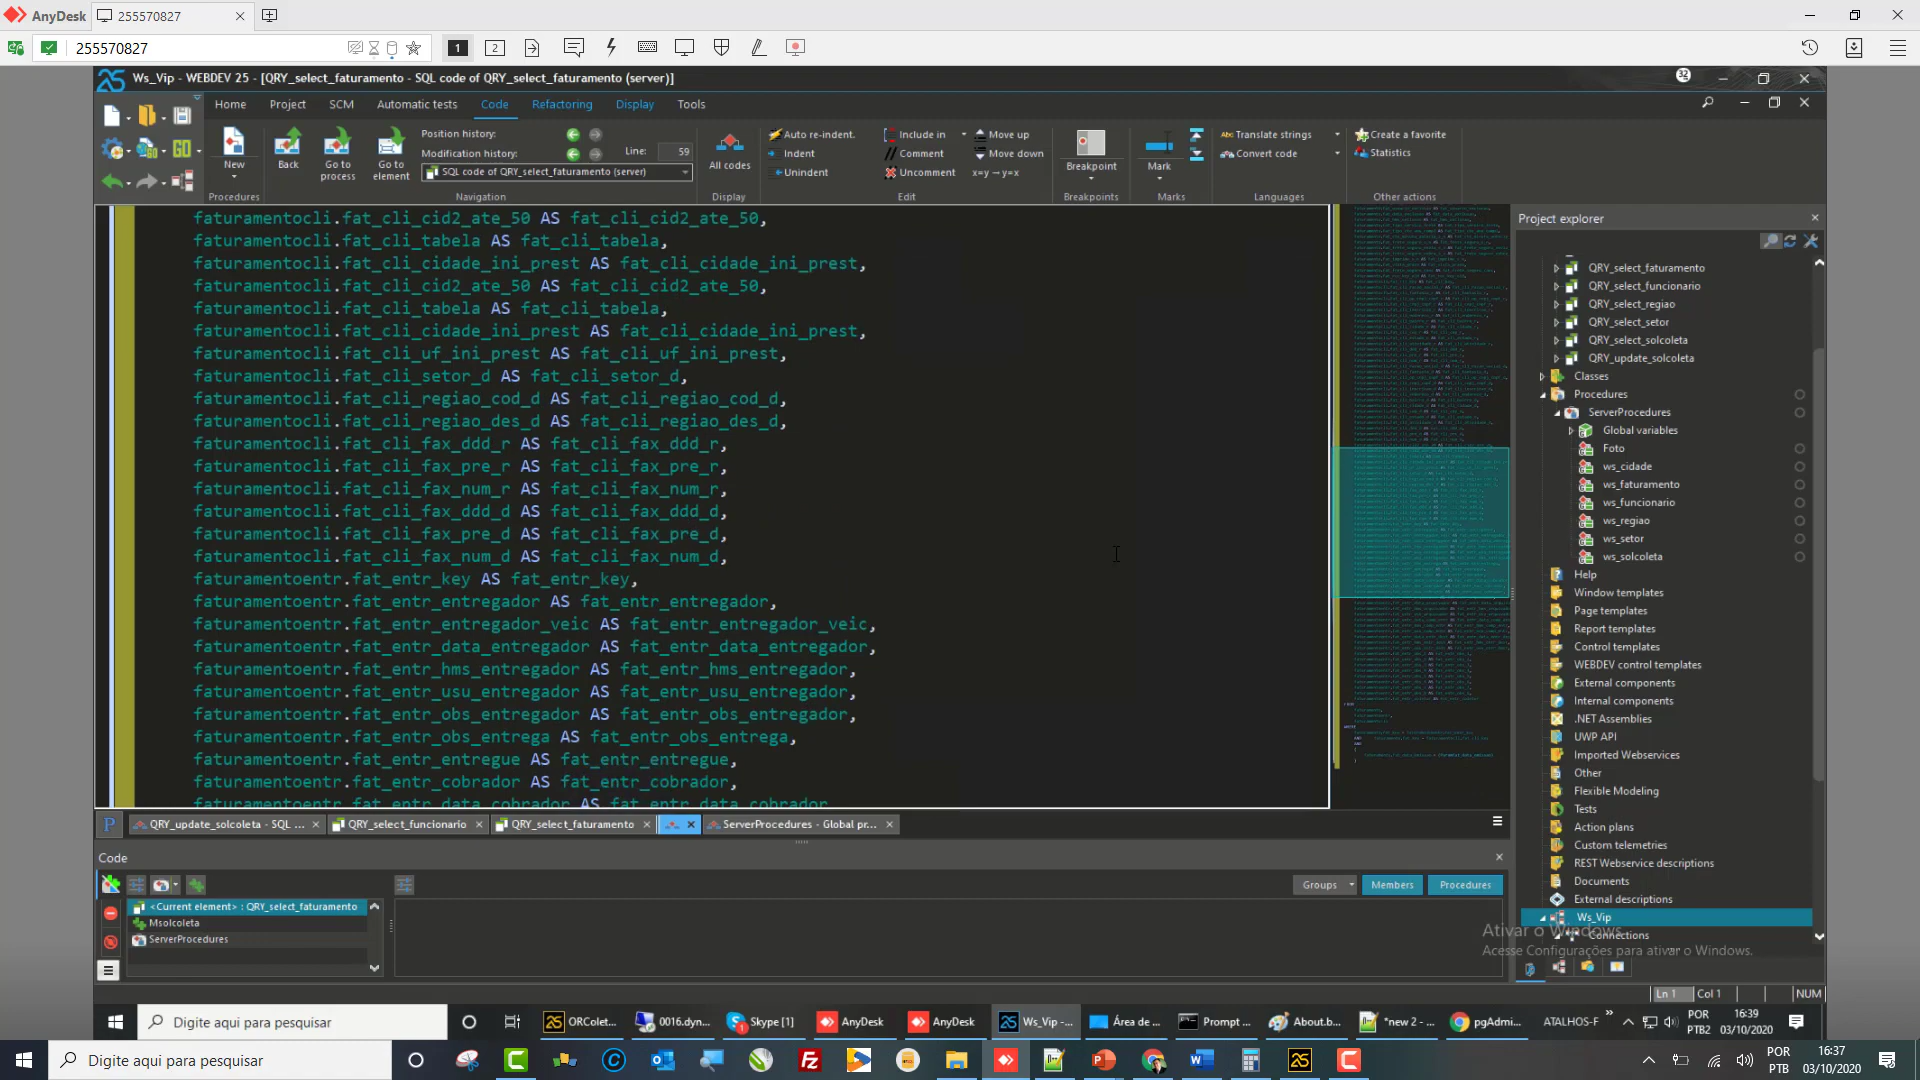 AnyDesk
255570827
255570827
1
2
Ws_Vip - WEBDEV 25 - [QRY_select_faturamento - SQL code of QRY_select_faturamento (server)]
32
Home
Project
SCM
Automatic tests
Code
Refactoring
Display
Tools
GO
New
Back
Go to process
Go to element
Position history:
Modification history:
Line: 59
SQL code of QRY_select_faturamento (server)
All codes
Auto re-indent.
Indent
Unindent
Include in
// Comment
Uncomment
Move up
Move down
x=y → y=x
Breakpoint
Mark
Translate strings
Convert code
Create a favorite
Statistics
Procedures
Navigation
Display
Edit
Breakpoints
Marks
Languages
Other actions
faturamentocli.fat_cli_cid2_ate_50 AS fat_cli_cid2_ate_50,
faturamentocli.fat_cli_tabela AS fat_cli_tabela,
faturamentocli.fat_cli_cidade_ini_prest AS fat_cli_cidade_ini_prest,
faturamentocli.fat_cli_cid2_ate_50 AS fat_cli_cid2_ate_50,
faturamentocli.fat_cli_tabela AS fat_cli_tabela,
faturamentocli.fat_cli_cidade_ini_prest AS fat_cli_cidade_ini_prest,
faturamentocli.fat_cli_uf_ini_prest AS fat_cli_uf_ini_prest,
faturamentocli.fat_cli_setor_d AS fat_cli_setor_d,
faturamentocli.fat_cli_regiao_cod_d AS fat_cli_regiao_cod_d,
faturamentocli.fat_cli_regiao_des_d AS fat_cli_regiao_des_d,
faturamentocli.fat_cli_fax_ddd_r AS fat_cli_fax_ddd_r,
faturamentocli.fat_cli_fax_pre_r AS fat_cli_fax_pre_r,
faturamentocli.fat_cli_fax_num_r AS fat_cli_fax_num_r,
faturamentocli.fat_cli_fax_ddd_d AS fat_cli_fax_ddd_d,
faturamentocli.fat_cli_fax_pre_d AS fat_cli_fax_pre_d,
faturamentocli.fat_cli_fax_num_d AS fat_cli_fax_num_d,
faturamentoentr.fat_entr_key AS fat_entr_key,
faturamentoentr.fat_entr_entregador AS fat_entr_entregador,
faturamentoentr.fat_entr_entregador_veic AS fat_entr_entregador_veic,
faturamentoentr.fat_entr_data_entregador AS fat_entr_data_entregador,
faturamentoentr.fat_entr_hms_entregador AS fat_entr_hms_entregador,
faturamentoentr.fat_entr_usu_entregador AS fat_entr_usu_entregador,
faturamentoentr.fat_entr_obs_entregador AS fat_entr_obs_entregador,
faturamentoentr.fat_entr_obs_entrega AS fat_entr_obs_entrega,
faturamentoentr.fat_entr_entregue AS fat_entr_entregue,
faturamentoentr.fat_entr_cobrador AS fat_entr_cobrador,
faturamentoentr.fat_entr_data_cobrador AS fat_entr_data_cobrador
Project explorer
QRY_select_faturamento
QRY_select_funcionario
QRY_select_regiao
QRY_select_setor
QRY_select_solcoleta
QRY_update_solcoleta
Classes
Procedures
ServerProcedures
Global variables
Foto
ws_cidade
ws_faturamento
ws_funcionario
ws_regiao
ws_setor
ws_solcoleta
Help
Window templates
Page templates
Report templates
Control templates
WEBDEV control templates
External components
Internal components
.NET Assemblies
UWP API
Imported Webservices
Other
Flexible Modeling
Tests
Action plans
Custom telemetries
REST Webservice descriptions
Documents
External descriptions
Ws_Vip
Connections
Ativar o Windows
Acesse Configurações para ativar o Windows.
QRY_update_solcoleta - SQL ...
QRY_select_funcionario
QRY_select_faturamento
ServerProcedures - Global pr...
Code
Groups
Members
Procedures
<Current element> : QRY_select_faturamento
Msolcoleta
ServerProcedures
Ln 1
Col 1
NUM
Digite aqui para pesquisar
ORColet...
0016.dyn...
Skype [1]
AnyDesk
AnyDesk
Ws_Vip -...
Área de ...
Prompt ...
About.b...
*new 2 - ...
pgAdmi...
ATALHOS-F
POR
PTB2
16:39
03/10/2020
Digite aqui para pesquisar
POR
PTB
16:37
03/10/2020